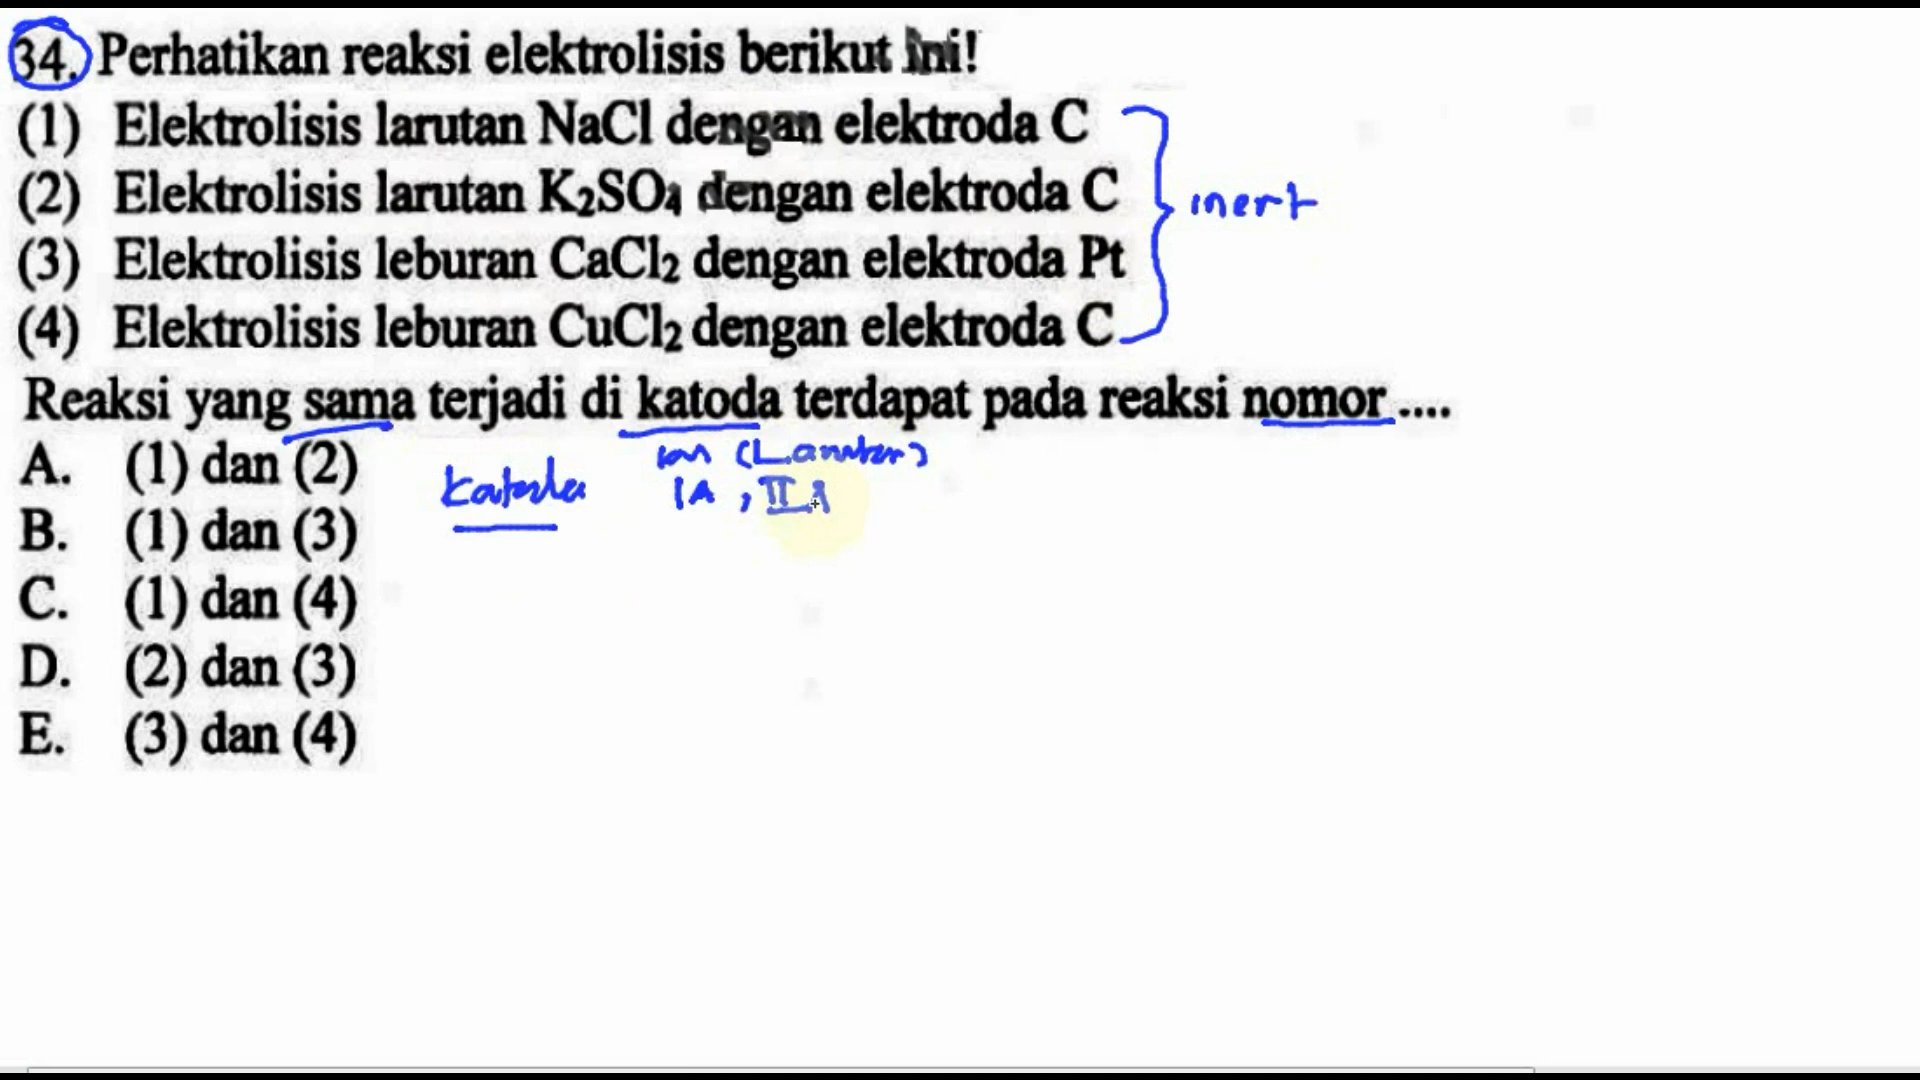 34. Perhatikan reaksi elektrolisis berikut ini!
(1) Elektrolisis larutan NaCl dengan elektroda C
(2) Elektrolisis larutan K₂SO₄ dengan elektroda C
inert
(3) Elektrolisis leburan CaCl₂ dengan elektroda Pt
(4) Elektrolisis leburan CuCl₂ dengan elektroda C
Reaksi yang sama terjadi di katoda terdapat pada reaksi nomor ....
A. (1) dan (2)
Katoda
ion (Larutan)
IA, IIA
B. (1) dan (3)
C. (1) dan (4)
D. (2) dan (3)
E. (3) dan (4)